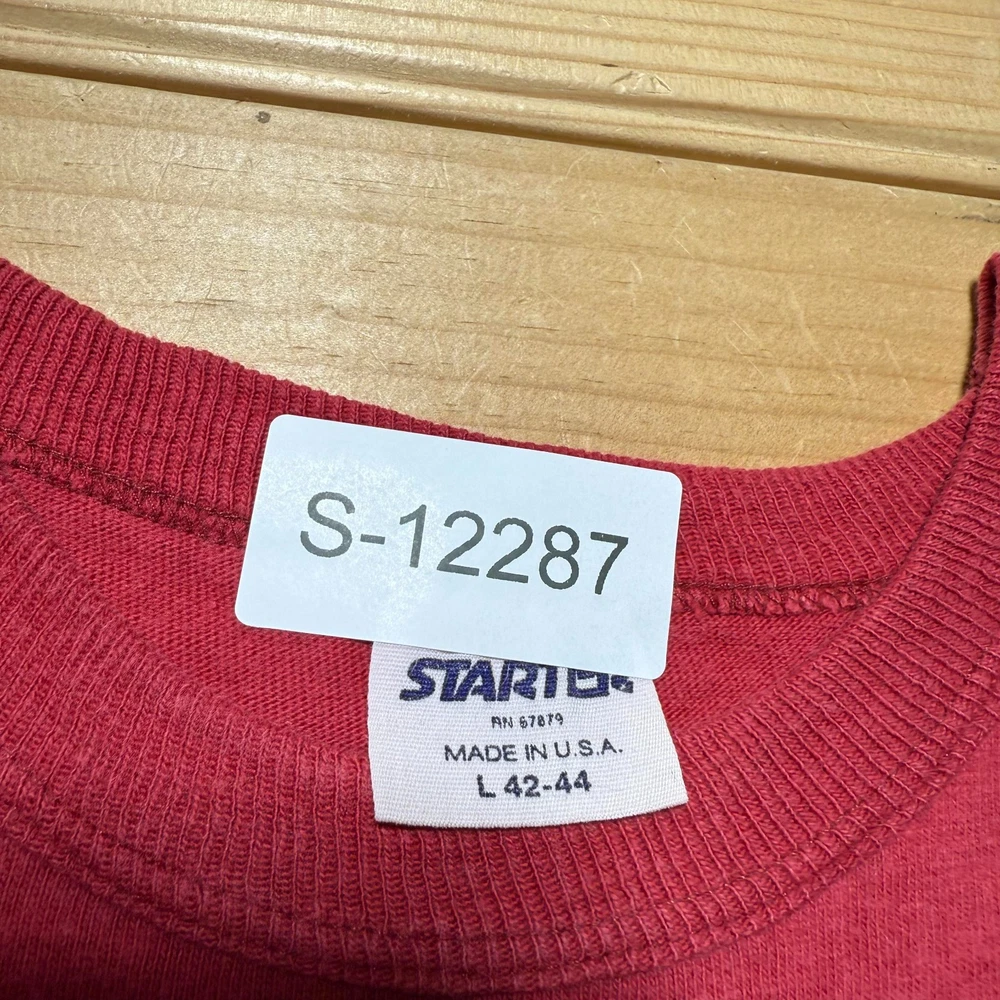 S-12287
STARTER
RN 67879
MADE IN U.S.A.
L 42-44